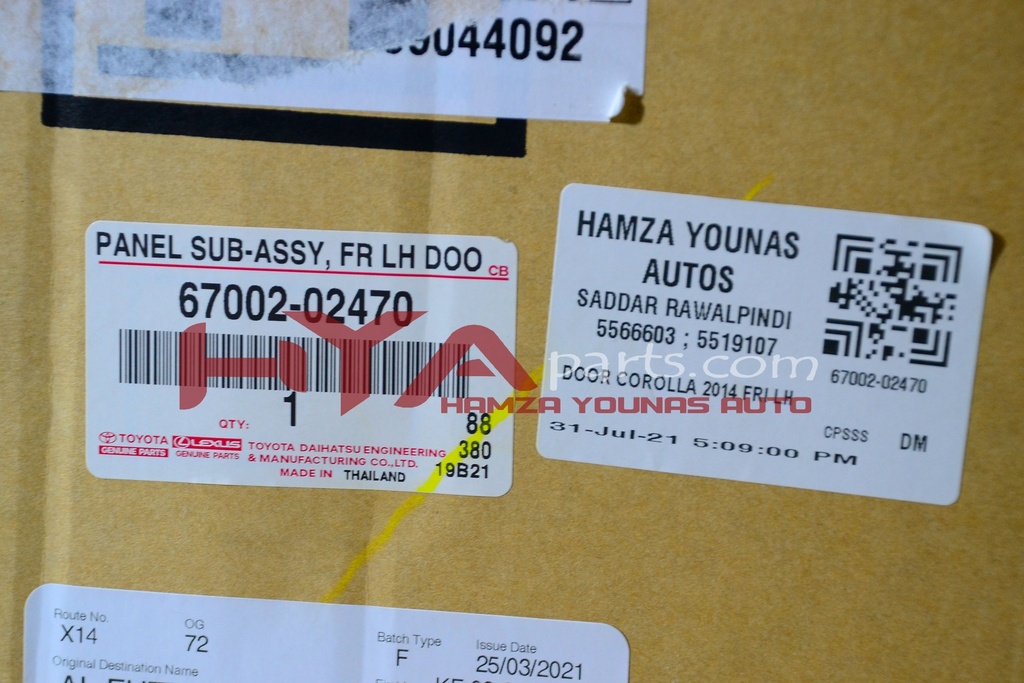 044092
PANEL SUB-ASSY, FR LH DOO CB
67002-02470
1
QTY:
88
380
19B21
TOYOTA
GENUINE PARTS
LEXUS
GENUINE PARTS
TOYOTA DAIHATSU ENGINEERING
& MANUFACTURING CO., LTD.
MADE IN THAILAND
HAMZA YOUNAS
AUTOS
SADDAR RAWALPINDI
5566603 ; 5519107
67002-02470
DOOR COROLLA 2014 FR LH
31-Jul-21 5:09:00 PM
CPSSS DM
HYA parts.com
HAMZA YOUNAS AUTO
Route No.
X14
OG
72
Batch Type
F
Issue Date
25/03/2021
Original Destination Name